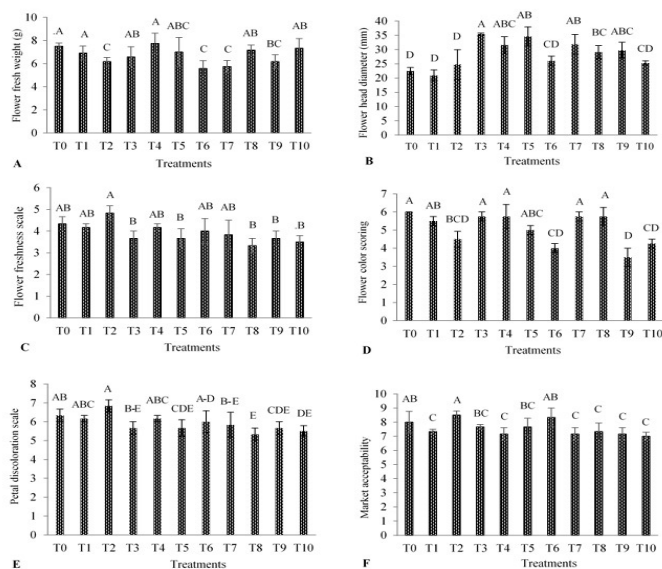 Flower fresh weight (g)
10
8
6
4
2
0
A A C AB A ABC C C A BC AB
T0 T1 T2 T3 T4 T5 T6 T7 T8 T9 T10
Treatments
A
Flower head diameter (mm)
40
35
30
25
20
15
10
5
0
D D D A ABC AB CD AB BC ABC CD
T0 T1 T2 T3 T4 T5 T6 T7 T8 T9 T10
Treatments
B
Flower freshness scale
6
5
4
3
2
1
0
AB AB A B AB B AB AB B B .B
T0 T1 T2 T3 T4 T5 T6 T7 T8 T9 T10
Treatments
C
Flower color scoring
7
6
5
4
3
2
1
0
A AB BCD A A ABC CD A A D CD
T0 T1 T2 T3 T4 T5 T6 T7 T8 T9 T10
Treatments
D
Petal discoloration scale
8
7
6
5
4
3
2
1
0
AB ABC A B-E ABC CDE A-D B-E E CDE DE
T0 T1 T2 T3 T4 T5 T6 T7 T8 T9 T10
Treatments
E
Market acceptability
10
9
8
7
6
5
4
3
2
1
0
AB C A BC C BC AB C C C C
T0 T1 T2 T3 T4 T5 T6 T7 T8 T9 T10
Treatments
F